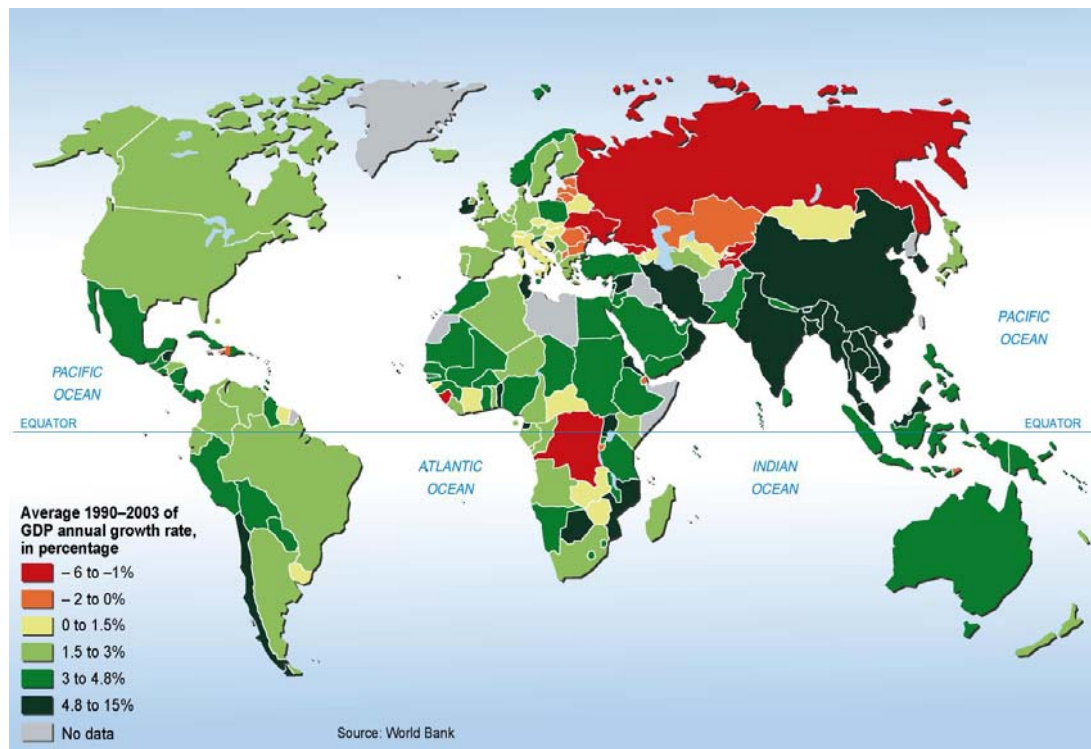 PACIFIC
OCEAN
PACIFIC
OCEAN
EQUATOR
EQUATOR
ATLANTIC
OCEAN
INDIAN
OCEAN
Average 1990–2003 of
GDP annual growth rate,
in percentage
– 6 to –1%
– 2 to 0%
0 to 1.5%
1.5 to 3%
3 to 4.8%
4.8 to 15%
No data
Source: World Bank